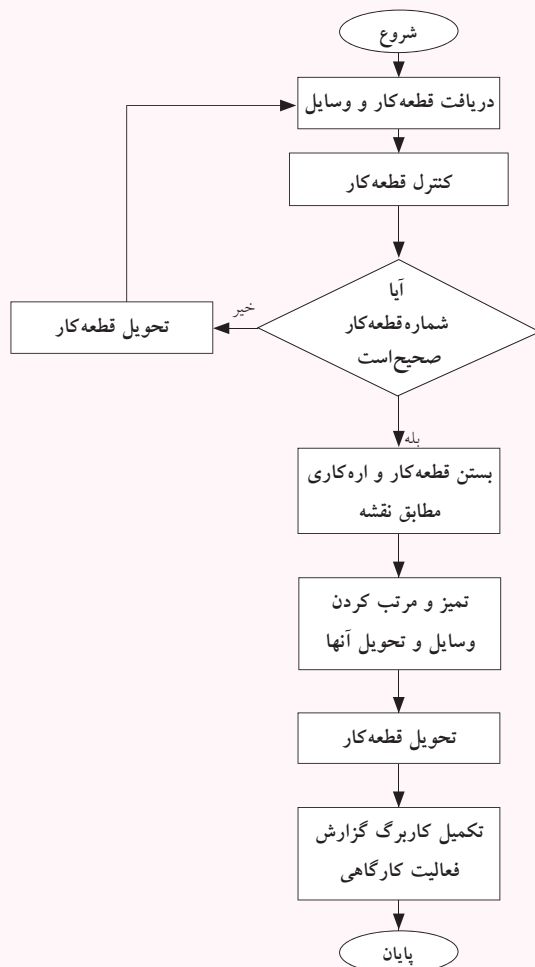 شروع
دریافت قطعه‌کار و وسایل
کنترل قطعه‌کار
آیا
شماره‌قطعه‌کار
صحیح‌است
خیر
تحویل قطعه‌کار
بله
بستن قطعه‌کار و اره‌کاری
مطابق نقشه
تمیز و مرتب کردن
وسایل و تحویل آنها
تحویل قطعه‌کار
تکمیل کاربرگ گزارش
فعالیت کارگاهی
پایان